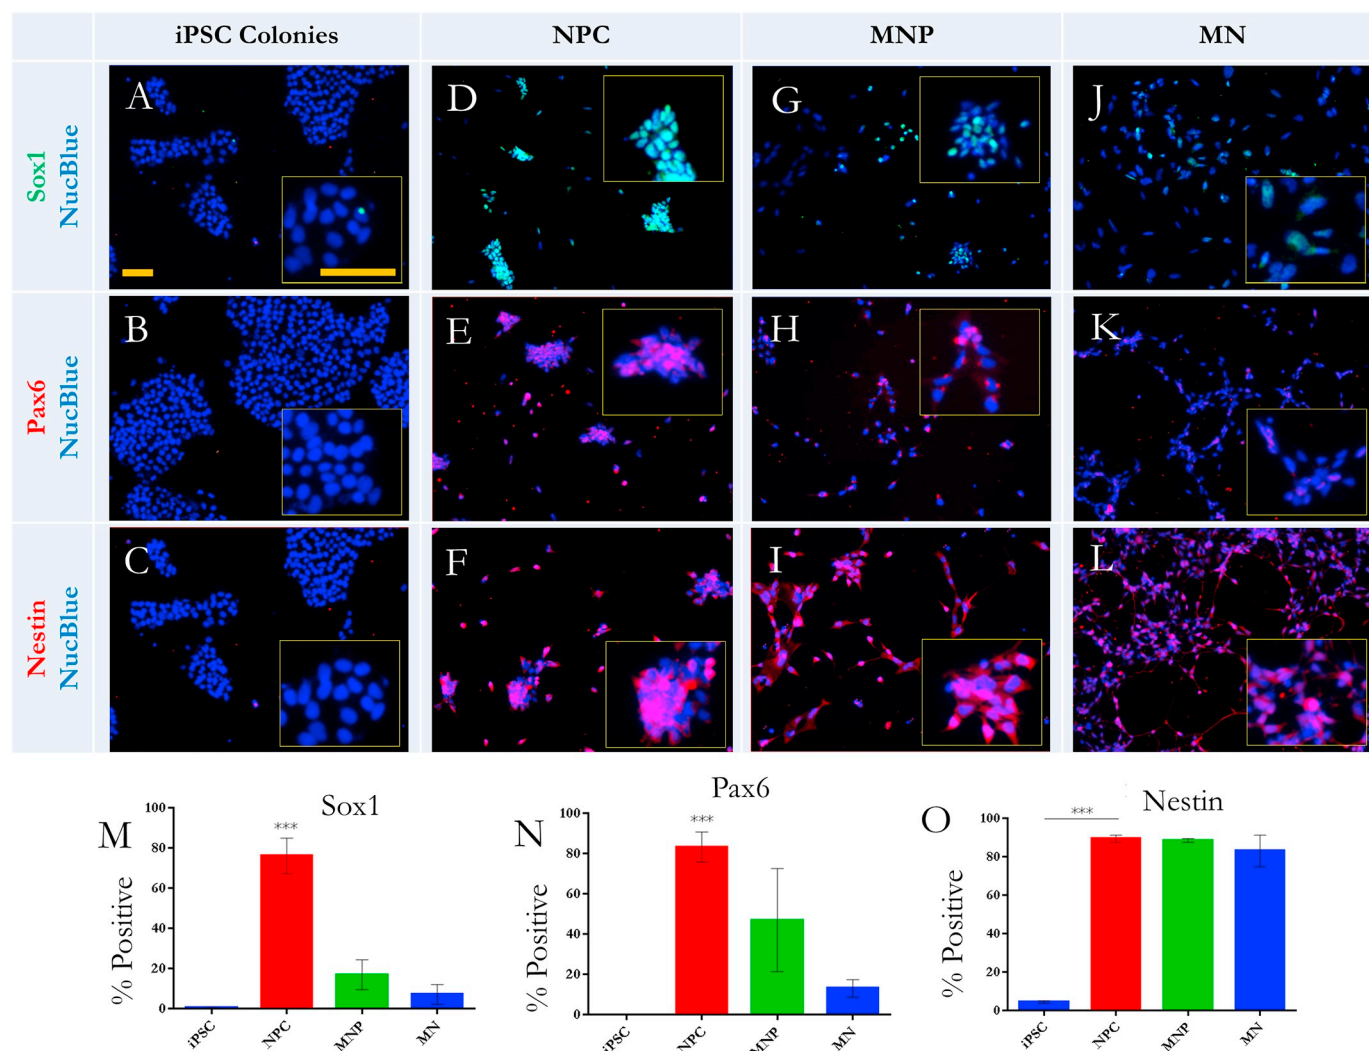 iPSC Colonies NPC MNP MN
Sox1
NucBlue
A D G J
Pax6
NucBlue
B E H K
Nestin
NucBlue
C F I L
M Sox1
***
% Positive
100
80
60
40
20
0
iPSC NPC MNP MN
N Pax6
***
% Positive
100
80
60
40
20
0
iPSC NPC MNP MN
O Nestin
***
% Positive
100
80
60
40
20
0
iPSC NPC MNP MN